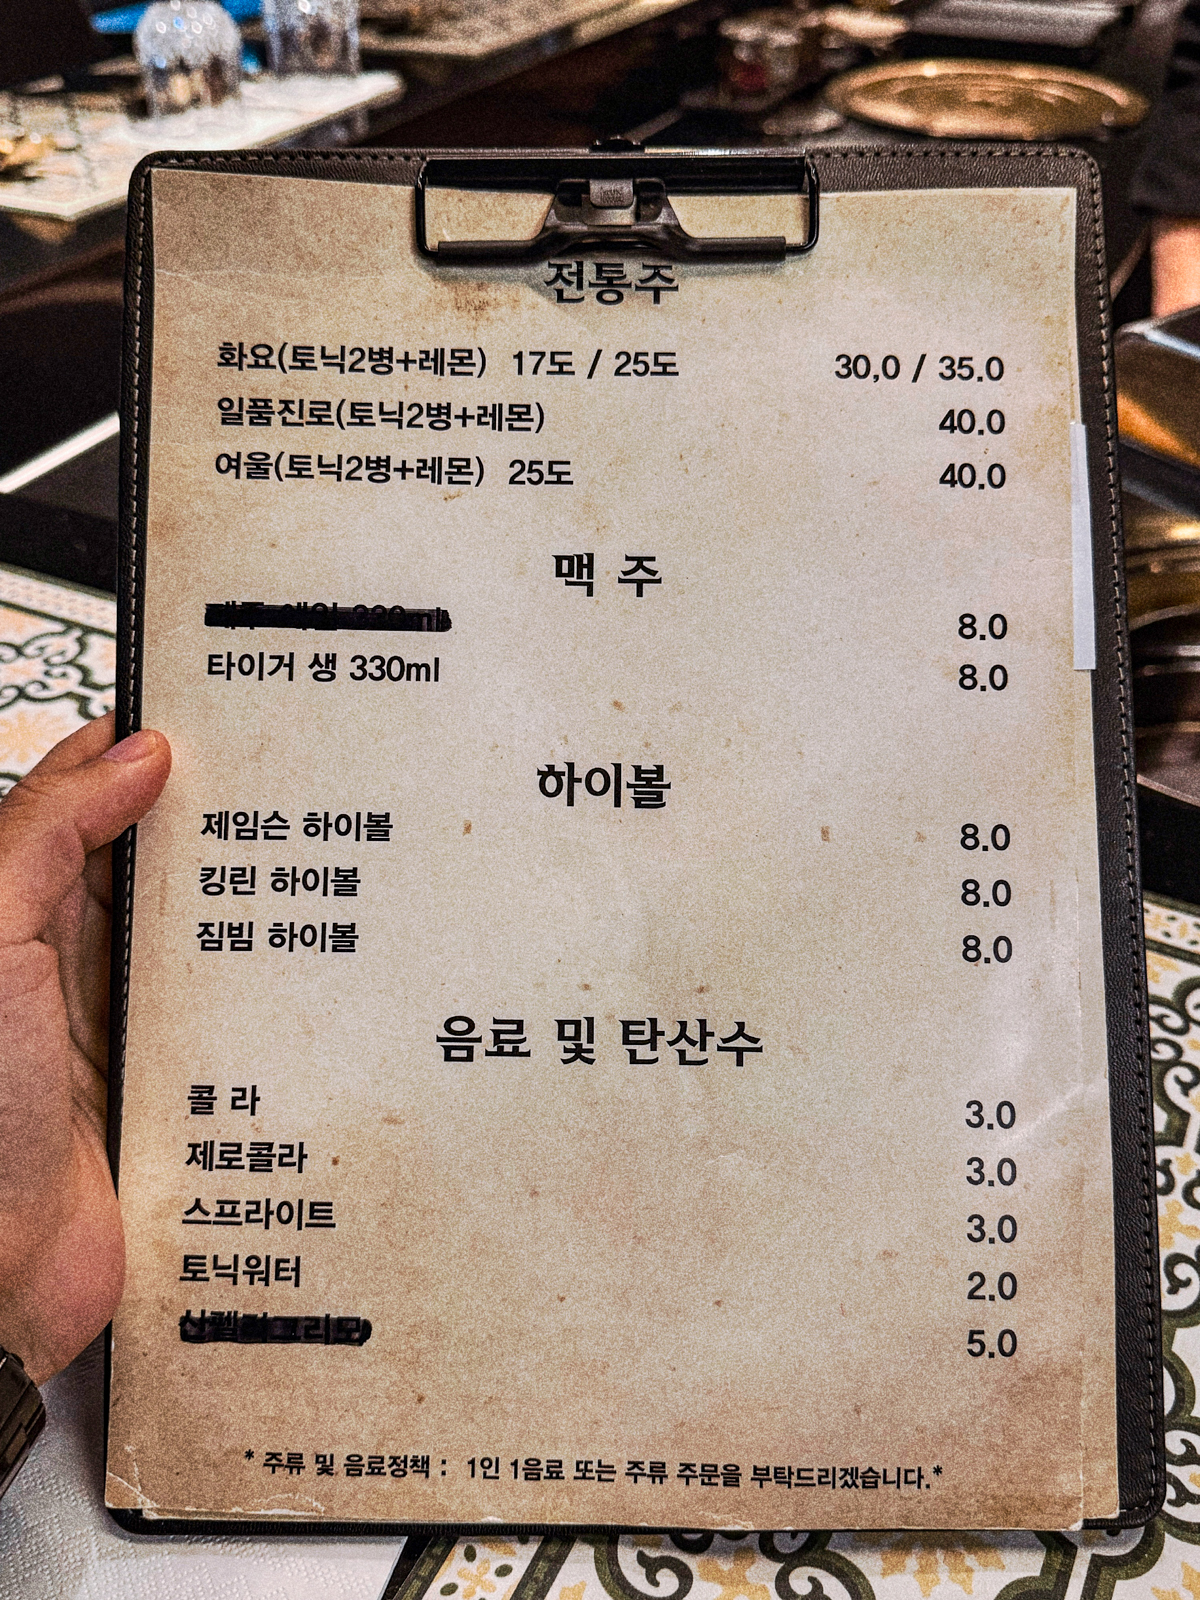 전통주
화요(토닉2병+레몬) 17도 / 25도 30,0 / 35.0
일품진로(토닉2병+레몬) 40.0
여울(토닉2병+레몬) 25도 40.0
맥 주
8.0
타이거 생 330ml 8.0
하이볼
제임슨 하이볼 8.0
킹린 하이볼 8.0
짐빔 하이볼 8.0
음료 및 탄산수
콜 라 3.0
제로콜라 3.0
스프라이트 3.0
토닉워터 2.0
5.0
* 주류 및 음료정책 : 1인 1음료 또는 주류 주문을 부탁드리겠습니다.*